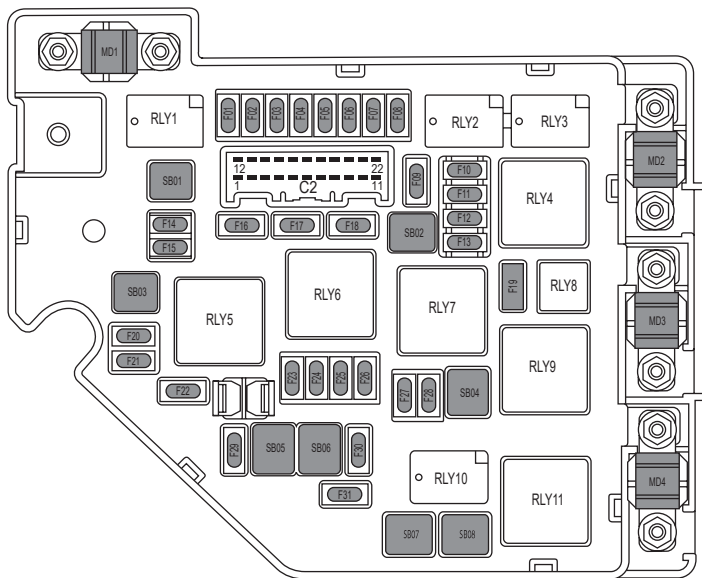 MD1
RLY1
F01 F02 F03 F04 F05 F06 F07 F08
RLY2
RLY3
MD2
12 22
1 C2 11
F09
F10
F11
F12
F13
RLY4
SB01
F14
F15
F16
F17
F18
SB02
SB03
RLY5
RLY6
RLY7
F19
RLY8
MD3
F20
F21
F22
F23 F24 F25 F26
F27 F28
SB04
RLY9
F29
SB05
SB06
F30
F31
RLY10
RLY11
MD4
SB07
SB08